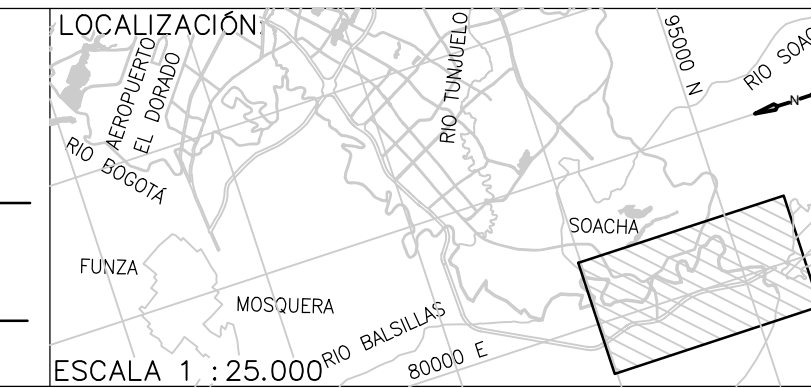 LOCALIZACIÓN:
AEROPUERTO
EL DORADO
RIO TUNJUELO
95000 N
N
RIO BOGOTÁ
SOACHA
FUNZA
MOSQUERA
RIO BALSILLAS
80000 E
ESCALA 1 : 25.000